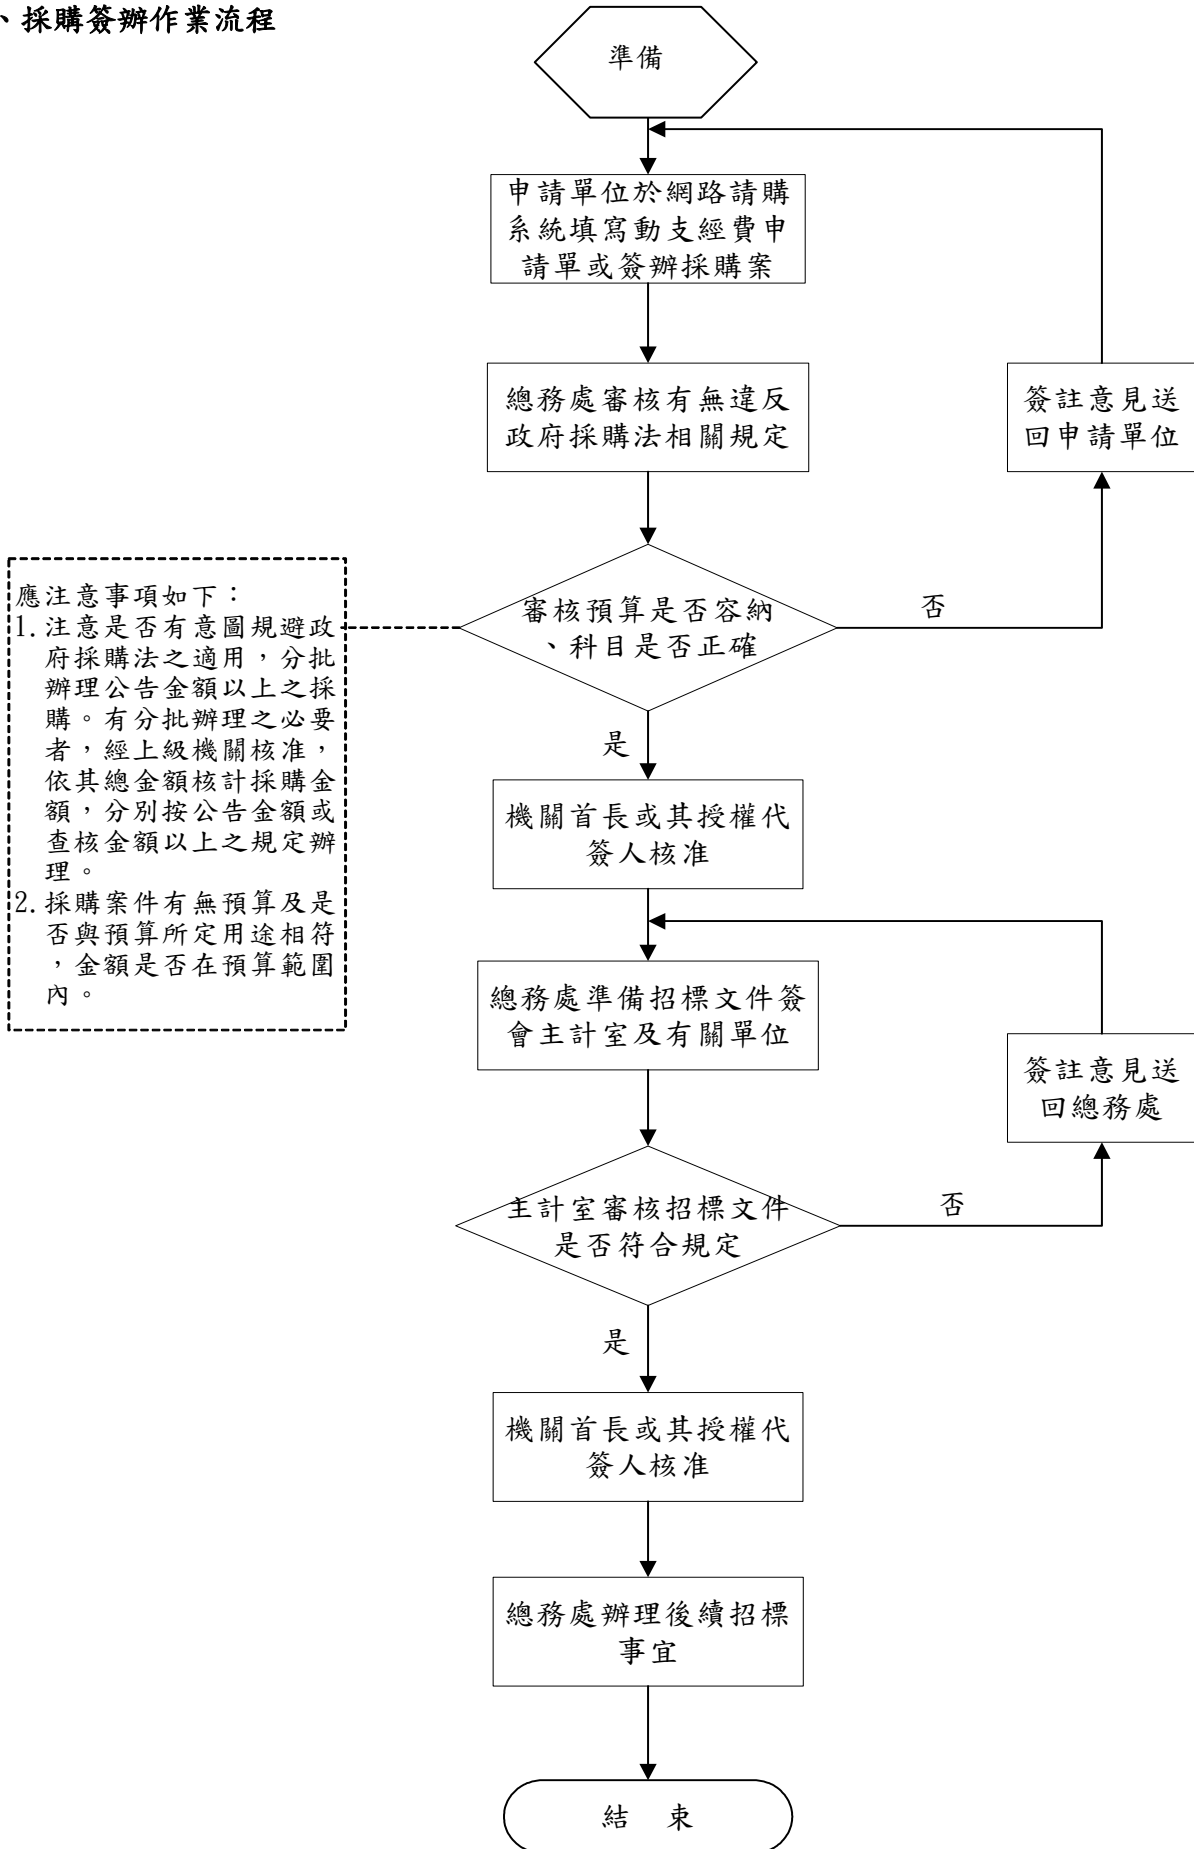 、採購簽辦作業流程
準備
申請單位於網路請購
系統填寫動支經費申
請單或簽辦採購案
總務處審核有無違反
政府採購法相關規定
簽註意見送
回申請單位
審核預算是否容納
、科目是否正確
否
應注意事項如下：
1.注意是否有意圖規避政
府採購法之適用，分批
辦理公告金額以上之採
購。有分批辦理之必要
者，經上級機關核准，
依其總金額核計採購金
額，分別按公告金額或
查核金額以上之規定辦
理。
2.採購案件有無預算及是
否與預算所定用途相符
，金額是否在預算範圍
內。
是
機關首長或其授權代
簽人核准
總務處準備招標文件簽
會主計室及有關單位
簽註意見送
回總務處
主計室審核招標文件
是否符合規定
否
是
機關首長或其授權代
簽人核准
總務處辦理後續招標
事宜
結 束